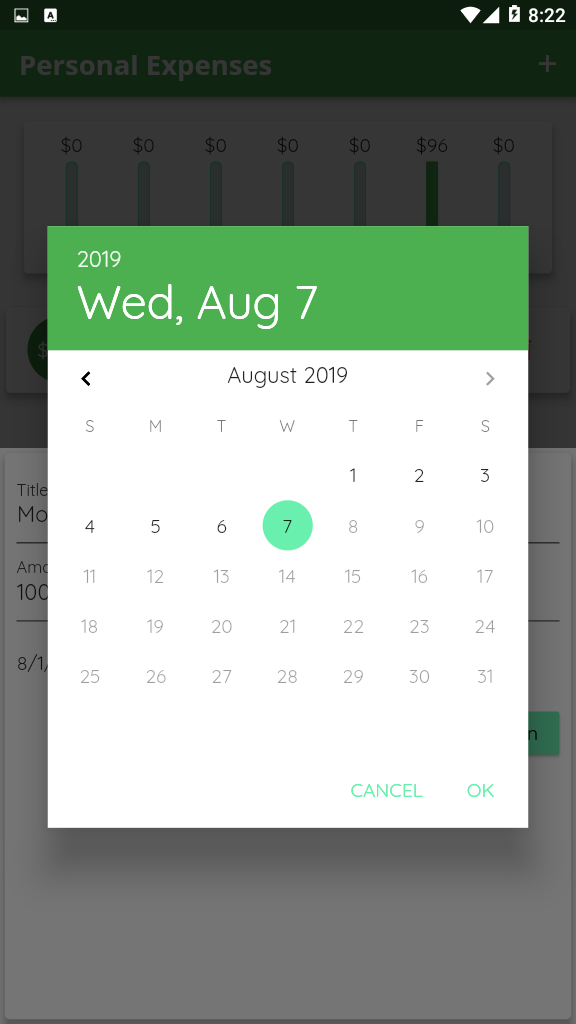 8:22
Personal Expenses +
$0 $0 $0 $0 $0 $96 $0
2019
Wed, Aug 7
August 2019
S M T W T F S
1 2 3
4 5 6 7 8 9 10
11 12 13 14 15 16 17
18 19 20 21 22 23 24
25 26 27 28 29 30 31
Title
8/1/
CANCEL OK